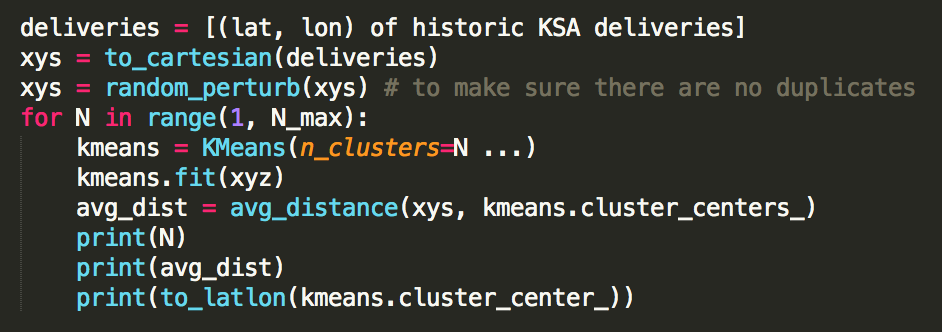 deliveries = [(lat, lon) of historic KSA deliveries]
xys = to_cartesian(deliveries)
xys = random_perturb(xys) # to make sure there are no duplicates
for N in range(1, N_max):
    kmeans = KMeans(n_clusters=N ...)
    kmeans.fit(xyz)
    avg_dist = avg_distance(xys, kmeans.cluster_centers_)
    print(N)
    print(avg_dist)
    print(to_latlon(kmeans.cluster_center_))